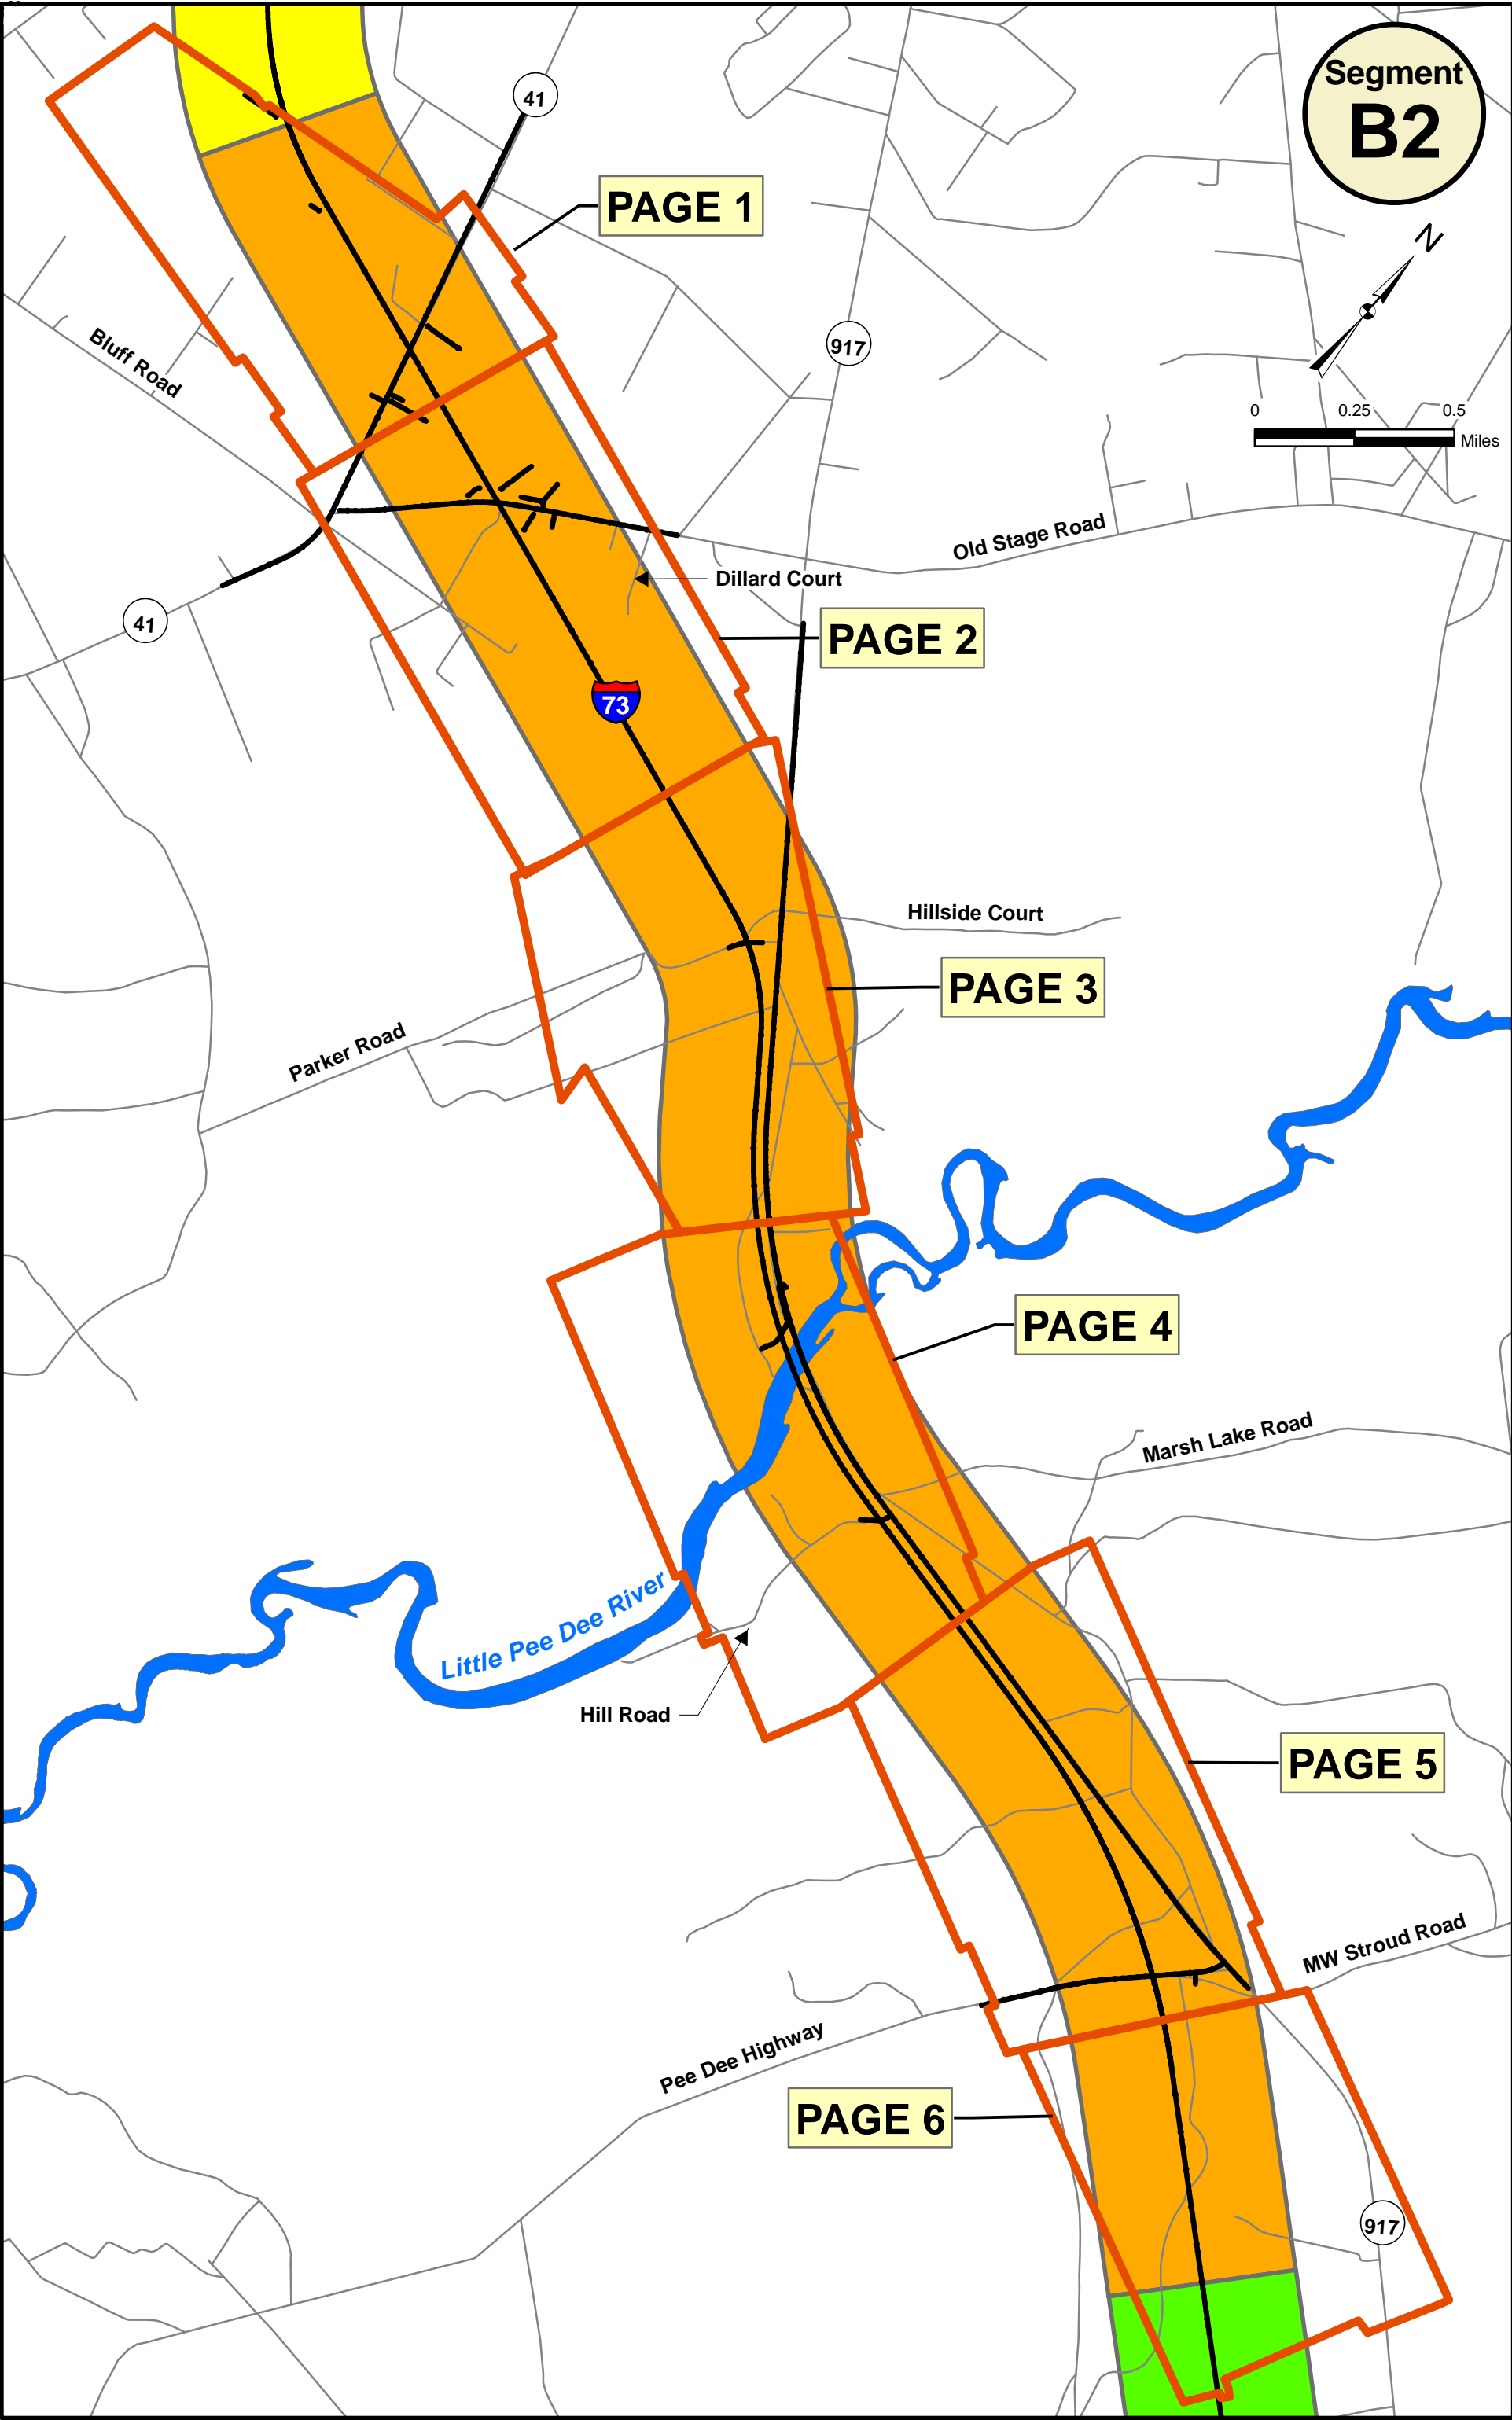 Segment
B2
41
PAGE 1
N
917
Bluff Road
0 0.25 0.5
Miles
Old Stage Road
Dillard Court
41
PAGE 2
73
Hillside Court
PAGE 3
Parker Road
PAGE 4
Marsh Lake Road
Little Pee Dee River
Hill Road
PAGE 5
MW Stroud Road
Pee Dee Highway
PAGE 6
917